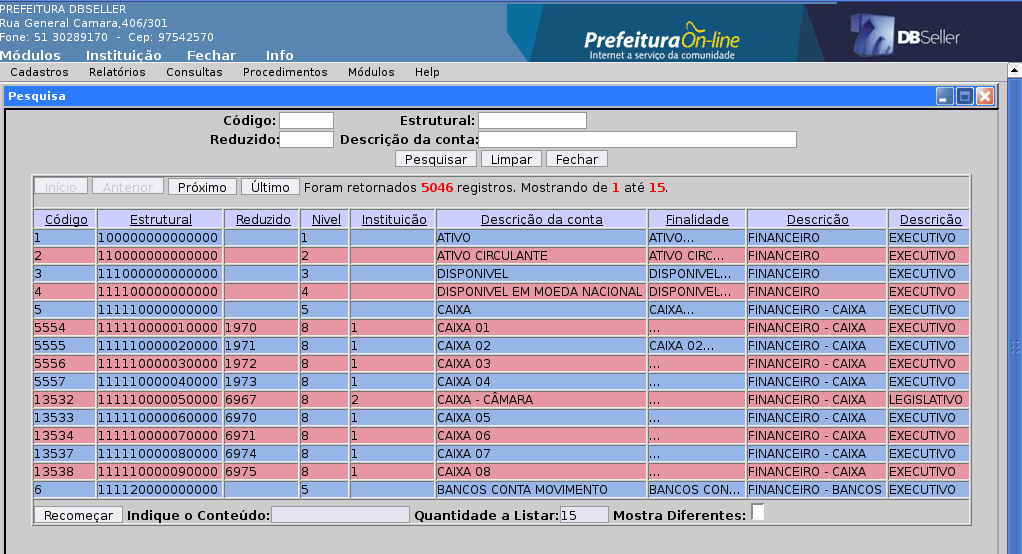 PREFEITURA DBSELLER
Rua General Camara,406/301
Fone: 51 30289170 - Cep: 97542570
Módulos Instituição Fechar Info
PrefeituraOn-line
Internet a serviço da comunidade
DBSeller
Cadastros Relatórios Consultas Procedimentos Módulos Help
Pesquisa
Código: Estrutural:
Reduzido: Descrição da conta:
Pesquisar Limpar Fechar
Início Anterior Próximo Último Foram retornados 5046 registros. Mostrando de 1 até 15.
Código Estrutural Reduzido Nivel Instituição Descrição da conta Finalidade Descrição Descrição
1 100000000000000 1 ATIVO ATIVO... FINANCEIRO EXECUTIVO
2 110000000000000 2 ATIVO CIRCULANTE ATIVO CIRC... FINANCEIRO EXECUTIVO
3 111000000000000 3 DISPONIVEL DISPONIVEL... FINANCEIRO EXECUTIVO
4 111100000000000 4 DISPONIVEL EM MOEDA NACIONAL DISPONIVEL... FINANCEIRO EXECUTIVO
5 111110000000000 5 CAIXA CAIXA... FINANCEIRO - CAIXA EXECUTIVO
5554 111110000010000 1970 8 1 CAIXA 01 ... FINANCEIRO - CAIXA EXECUTIVO
5555 111110000020000 1971 8 1 CAIXA 02 CAIXA 02... FINANCEIRO - CAIXA EXECUTIVO
5556 111110000030000 1972 8 1 CAIXA 03 ... FINANCEIRO - CAIXA EXECUTIVO
5557 111110000040000 1973 8 1 CAIXA 04 ... FINANCEIRO - CAIXA EXECUTIVO
13532 111110000050000 6967 8 2 CAIXA - CÂMARA ... FINANCEIRO - CAIXA LEGISLATIVO
13533 111110000060000 6970 8 1 CAIXA 05 ... FINANCEIRO - CAIXA EXECUTIVO
13534 111110000070000 6971 8 1 CAIXA 06 ... FINANCEIRO - CAIXA EXECUTIVO
13537 111110000080000 6974 8 1 CAIXA 07 ... FINANCEIRO - CAIXA EXECUTIVO
13538 111110000090000 6975 8 1 CAIXA 08 ... FINANCEIRO - CAIXA EXECUTIVO
6 111120000000000 5 BANCOS CONTA MOVIMENTO BANCOS CON... FINANCEIRO - BANCOS EXECUTIVO
Recomeçar Indique o Conteúdo: Quantidade a Listar: 15 Mostra Diferentes: